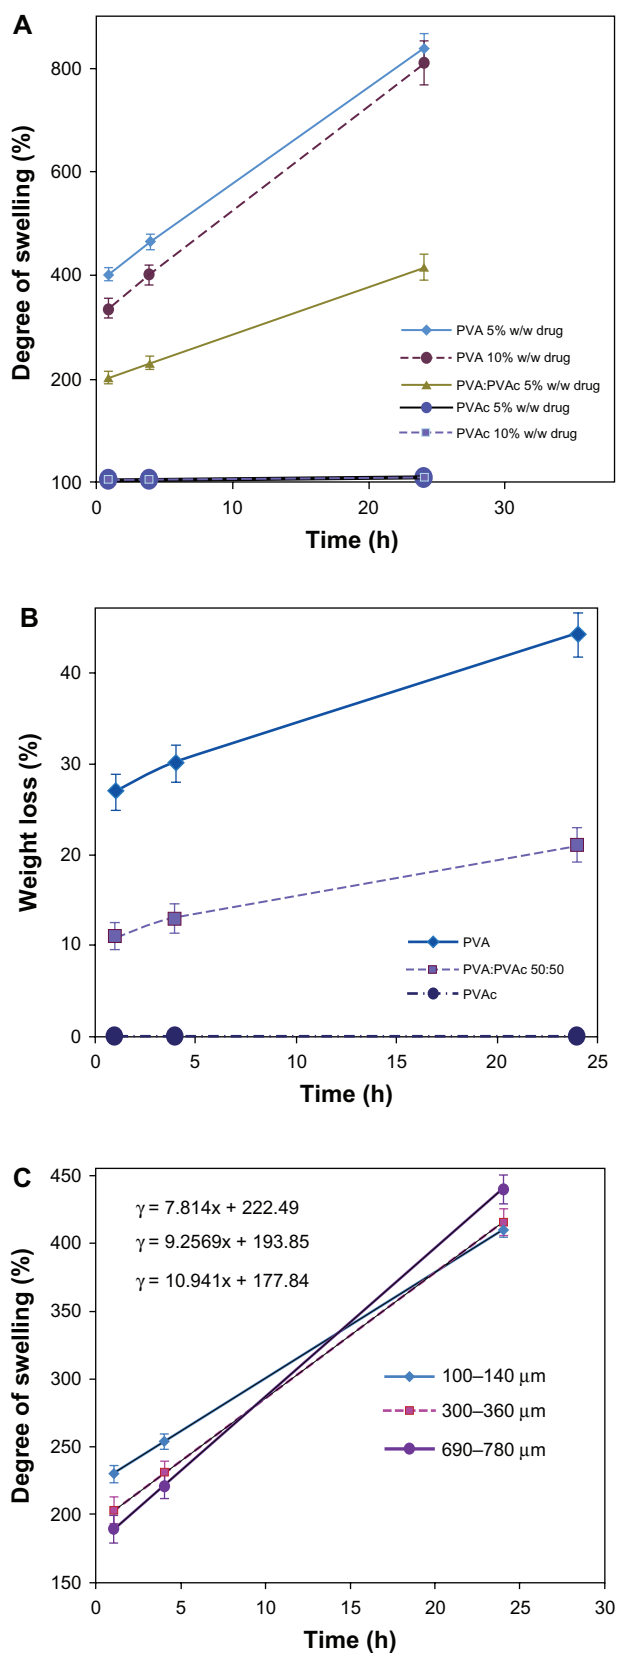 A
Degree of swelling (%)
800
600
400
200
100
PVA 5% w/w drug
PVA 10% w/w drug
PVA:PVAc 5% w/w drug
PVAc 5% w/w drug
PVAc 10% w/w drug
0 10 20 30
Time (h)
B
Weight loss (%)
40
30
20
10
0
PVA
PVA:PVAc 50:50
PVAc
0 5 10 15 20 25
Time (h)
C
Degree of swelling (%)
450
400
350
300
250
200
150
γ = 7.814x + 222.49
γ = 9.2569x + 193.85
γ = 10.941x + 177.84
100–140 μm
300–360 μm
690–780 μm
0 5 10 15 20 25 30
Time (h)